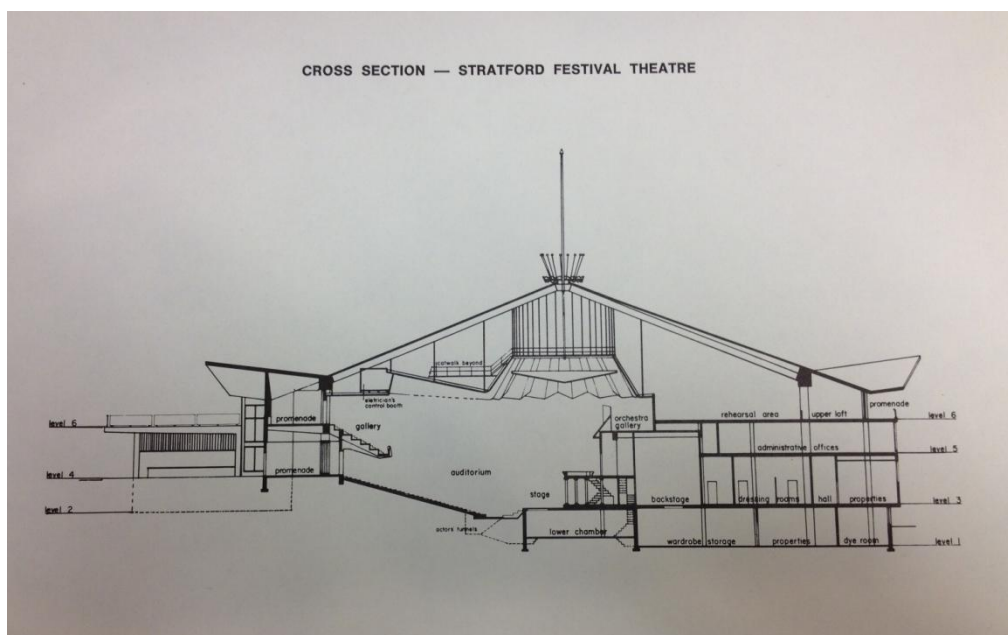 CROSS SECTION — STRATFORD FESTIVAL THEATRE
catwalk beyond
eletrician's
control booth
promenade
gallery
promenade
auditorium
orchestra
gallery
rehearsal area
upper loft
promenade
administrative offices
stage
backstage
dressing rooms
hall
properties
actors tunnels
lower chamber
wardrobe storage
properties
dye room
level 6
level 4
level 2
level 6
level 5
level 3
level 1